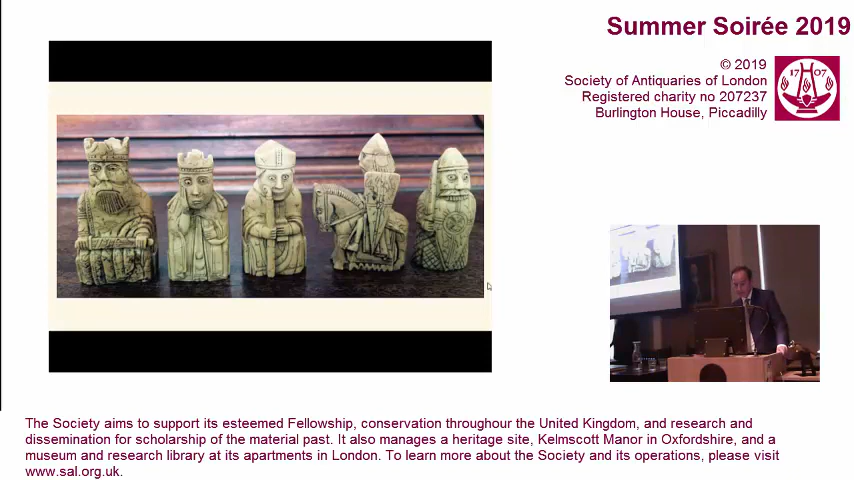 Summer Soirée 2019
© 2019
Society of Antiquaries of London
Registered charity no 207237
Burlington House, Piccadilly
1707
The Society aims to support its esteemed Fellowship, conservation throughour the United Kingdom, and research and
dissemination for scholarship of the material past. It also manages a heritage site, Kelmscott Manor in Oxfordshire, and a
museum and research library at its apartments in London. To learn more about the Society and its operations, please visit
www.sal.org.uk.